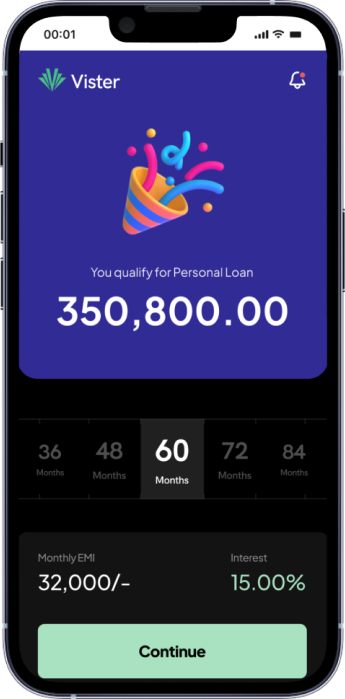 00:01
Vister
You qualify for Personal Loan
350,800.00
36 48 60 72 84
Months Months Months Months Months
Monthly EMI Interest
32,000/- 15.00%
Continue